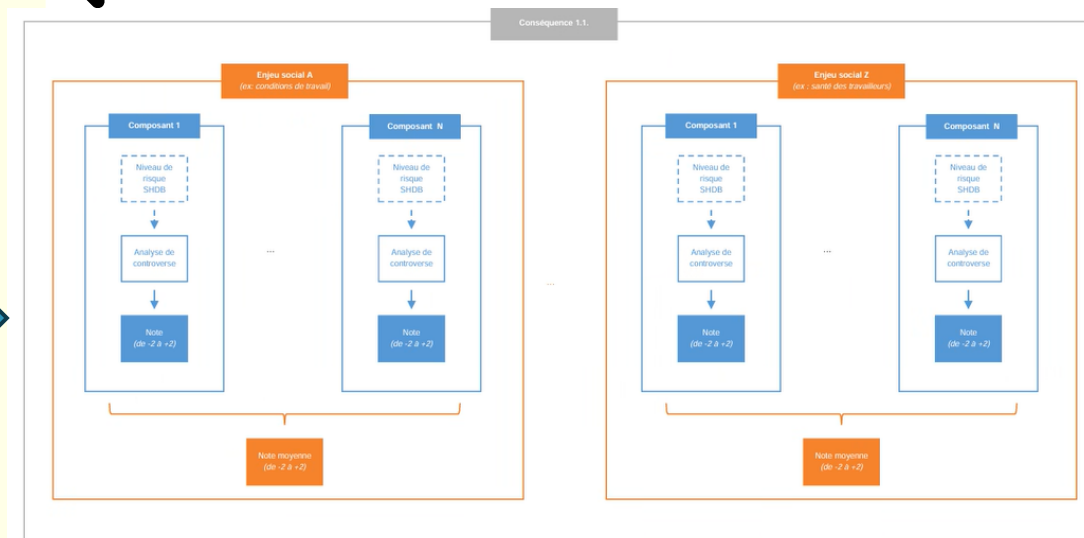 Conséquence 1.1.
Enjeu social A
(ex: conditions de travail)
Composant 1
Niveau de
risque
SHDB
Analyse de
controverse
Note
(de -2 à +2)
...
Composant N
Niveau de
risque
SHDB
Analyse de
controverse
Note
(de -2 à +2)
Note moyenne
(de -2 à +2)
...
Enjeu social Z
(ex : santé des travailleurs)
Composant 1
Niveau de
risque
SHDB
Analyse de
controverse
Note
(de -2 à +2)
...
Composant N
Niveau de
risque
SHDB
Analyse de
controverse
Note
(de -2 à +2)
Note moyenne
(de -2 à +2)